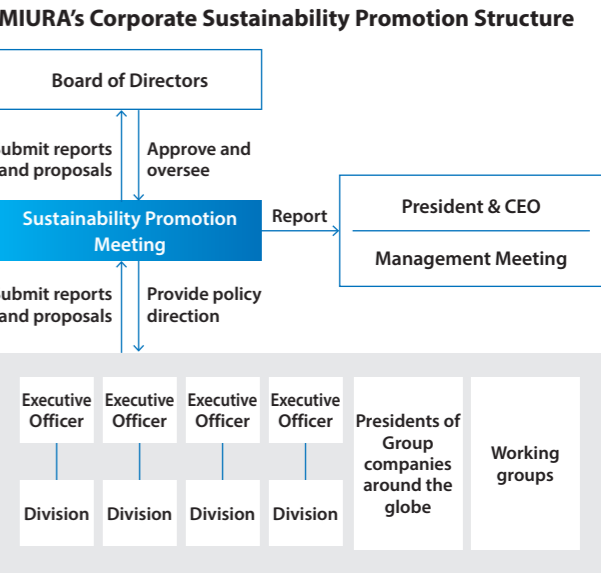 MIURA's Corporate Sustainability Promotion Structure
Board of Directors
ubmit reports
and proposals
Approve and
oversee
Sustainability Promotion
Meeting
Report
President & CEO
Management Meeting
ubmit reports
and proposals
Provide policy
direction
Executive
Officer
Executive
Officer
Executive
Officer
Executive
Officer
Division
Division
Division
Division
Presidents of
Group
companies
around the
globe
Working
groups